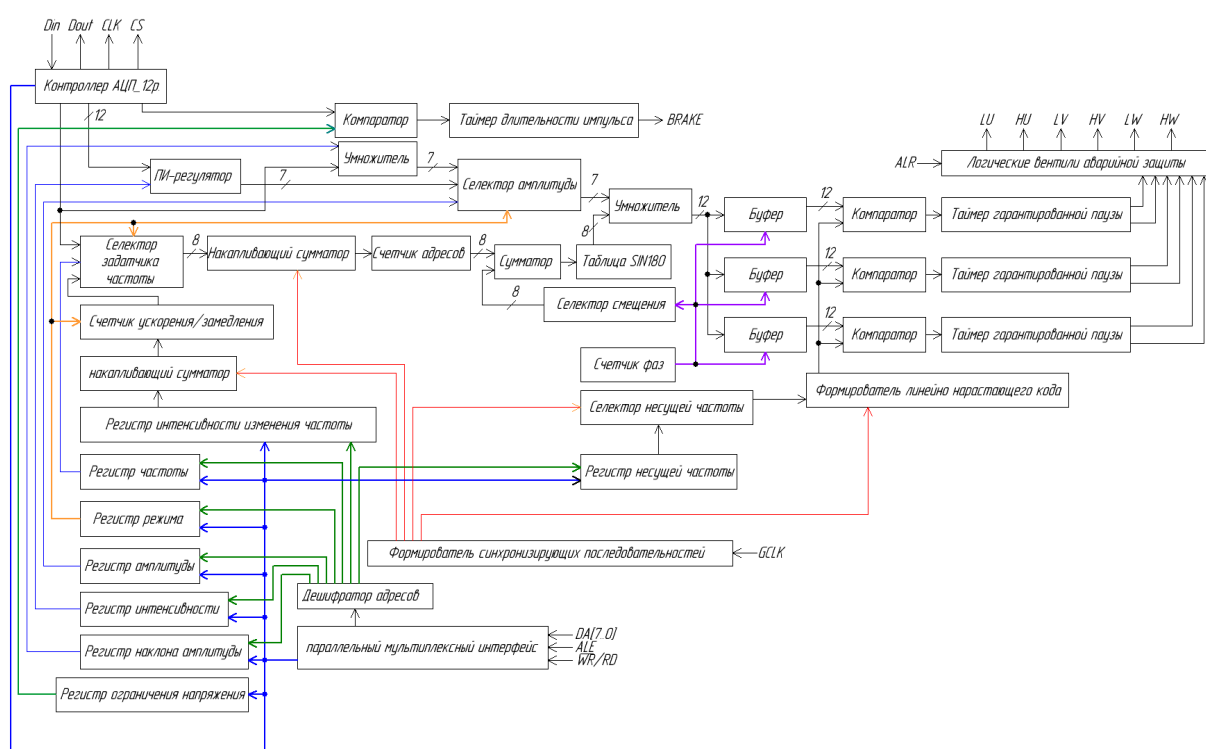 Din Dout CLK CS
Контроллер АЦП_12р.
12
Компаратор
Таймер длительности импульса
BRAKE
LU HU LV HV LW HW
ALR
Логические вентили аварийной защиты
Умножитель
7
ПИ-регулятор
7
Селектор амплитуды
7
Умножитель
12
8
Буфер
12
Компаратор
Таймер гарантированной паузы
Селектор
задатчика
частоты
8
Накапливающий сумматор
Счетчик адресов
8
Сумматор
Таблица SIN180
Буфер
12
Компаратор
Таймер гарантированной паузы
8
Селектор смещения
Счетчик ускорения/замедления
Буфер
12
Компаратор
Таймер гарантированной паузы
Счетчик фаз
накапливающий сумматор
Формирователь линейно нарастающего кода
Селектор несущей частоты
Регистр интенсивности изменения частоты
Регистр частоты
Регистр несущей частоты
Регистр режима
Формирователь синхронизирующих последовательностей
GCLK
Регистр амплитуды
Дешифратор адресов
Регистр интенсивности
DA[7..0]
параллельный мультиплексный интерфейс
ALE
WR/RD
Регистр наклона амплитуды
Регистр ограничения напряжения